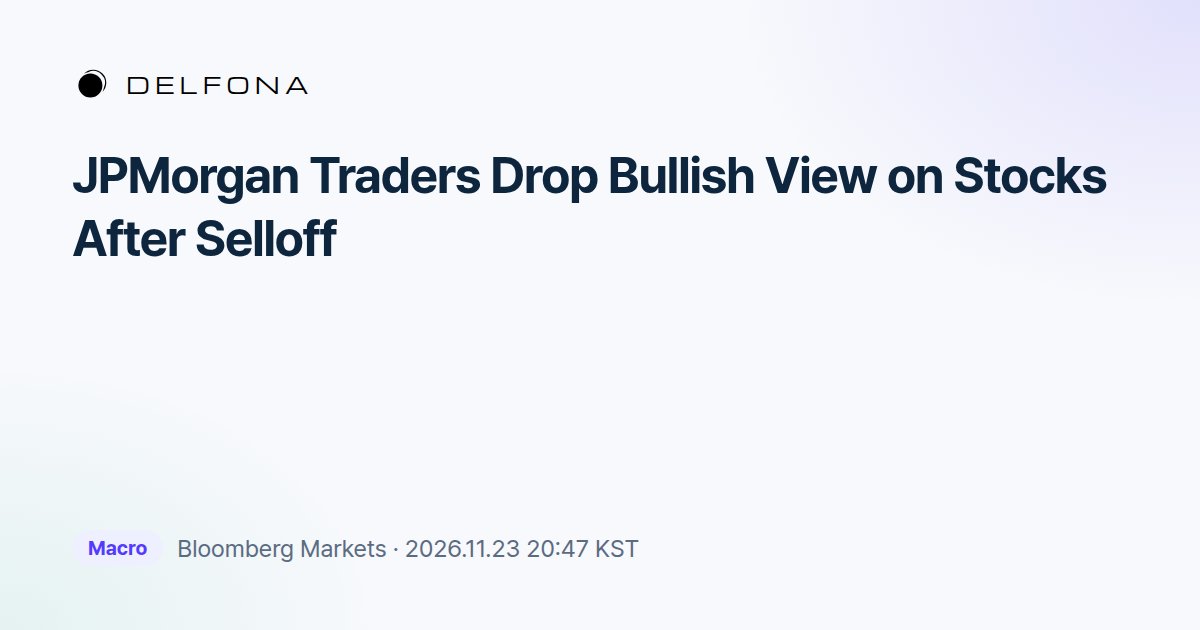 DELFONA
JPMorgan Traders Drop Bullish View on Stocks
After Selloff
Macro Bloomberg Markets · 2026.11.23 20:47 KST